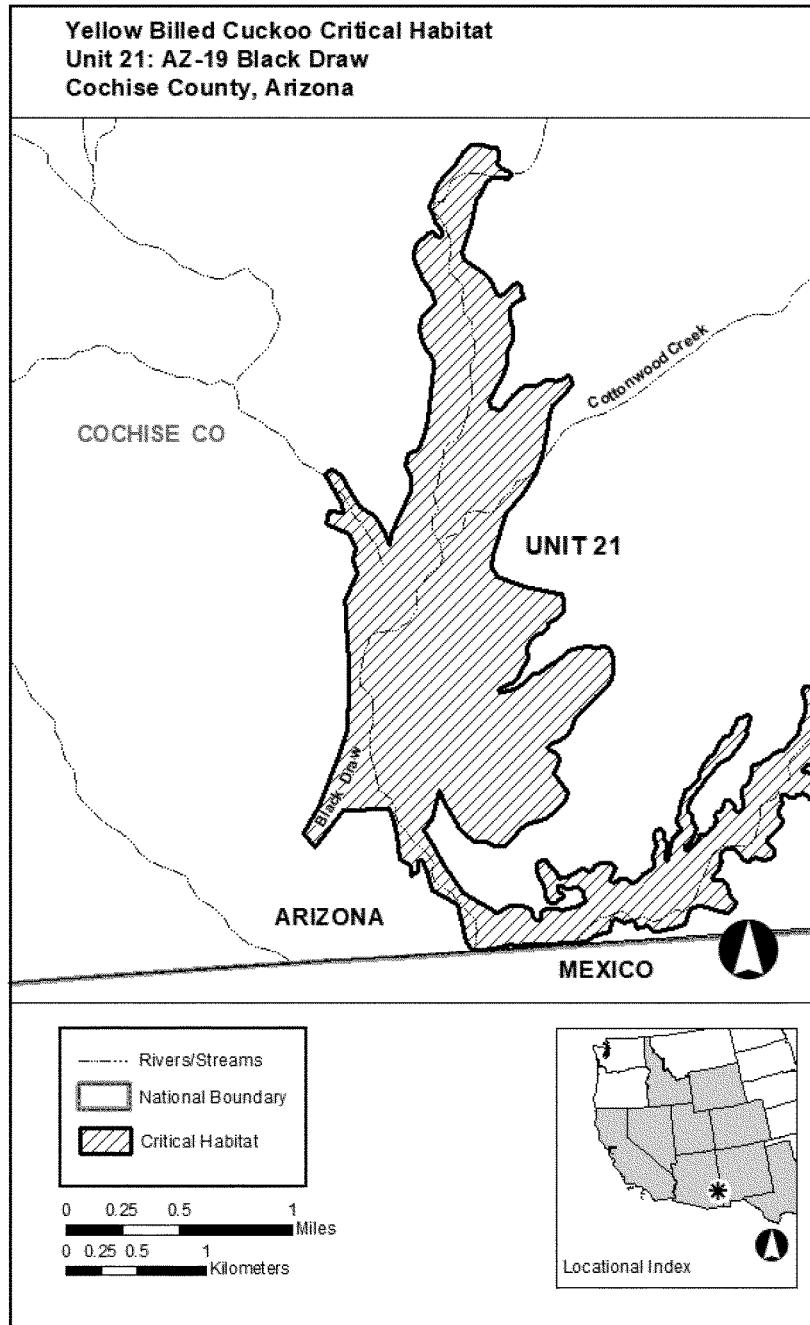 Yellow Billed Cuckoo Critical Habitat
Unit 21: AZ-19 Black Draw
Cochise County, Arizona
Cottonwood Creek
COCHISE CO
UNIT 21
Black Draw
ARIZONA
MEXICO
Rivers/Streams
National Boundary
Critical Habitat
0 0.25 0.5 1
Miles
0 0.25 0.5 1
Kilometers
Locational Index